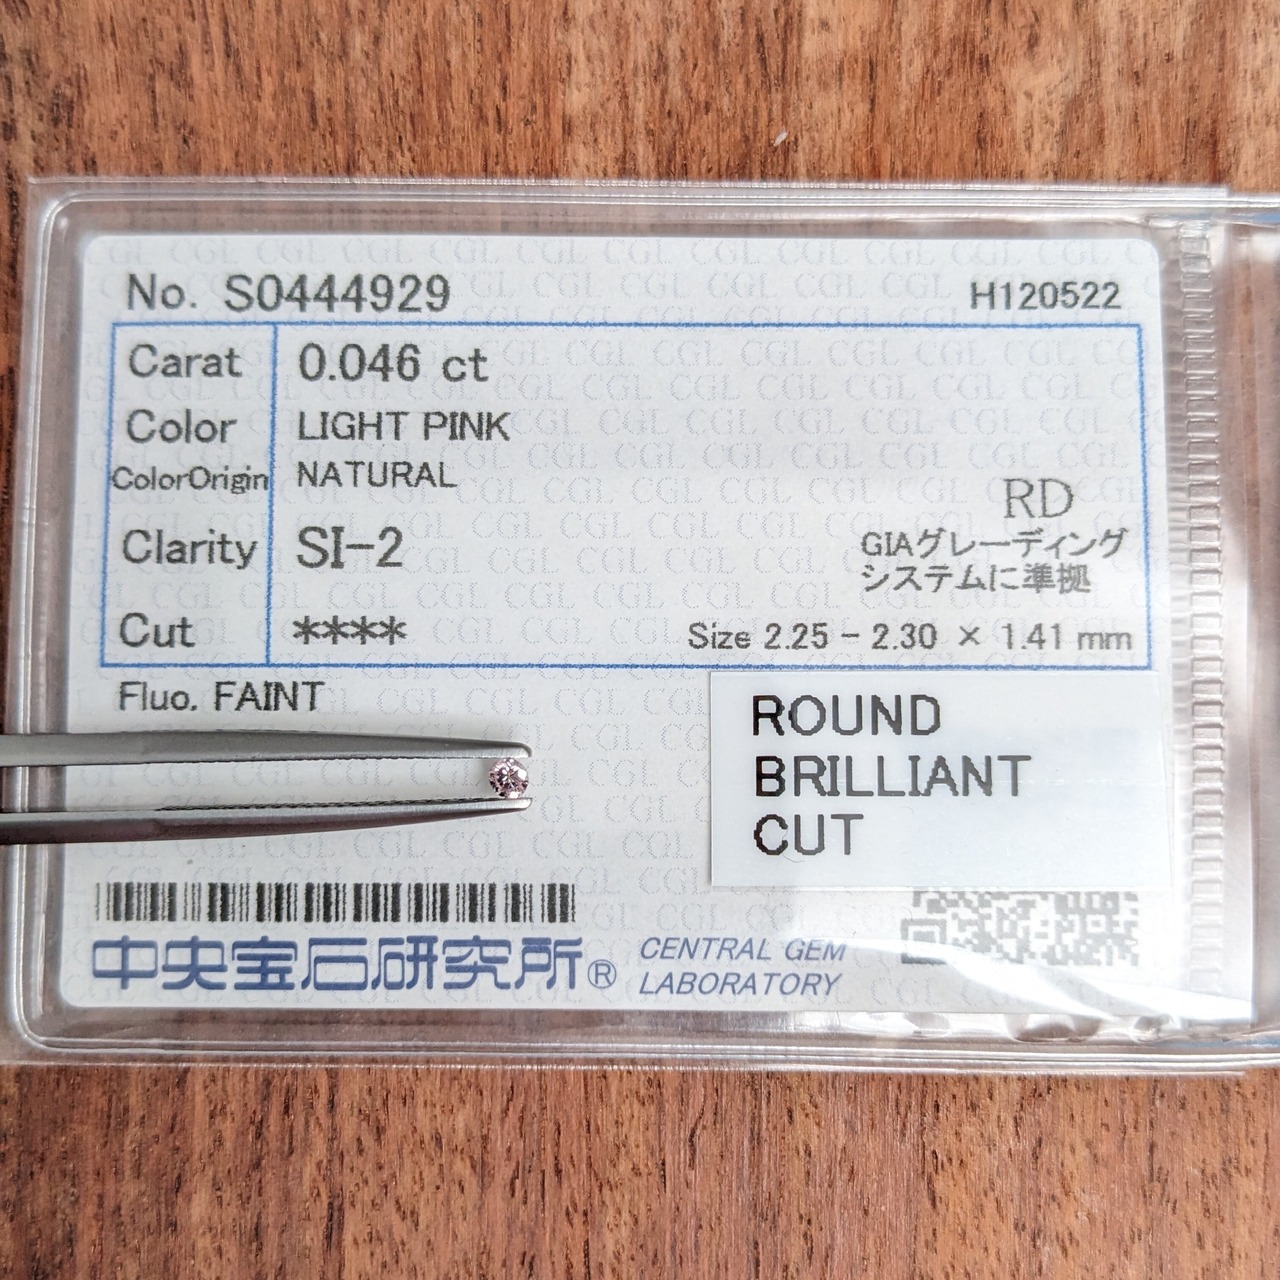 No. S0444929
H120522
Carat 0.046 ct
Color LIGHT PINK
ColorOrigin NATURAL
RD
Clarity SI-2
GIAグレーディング
システムに準拠
Cut ****
Size 2.25 - 2.30 × 1.41 mm
Fluo. FAINT
ROUND
BRILLIANT
CUT
中央宝石研究所®
CENTRAL GEM
LABORATORY